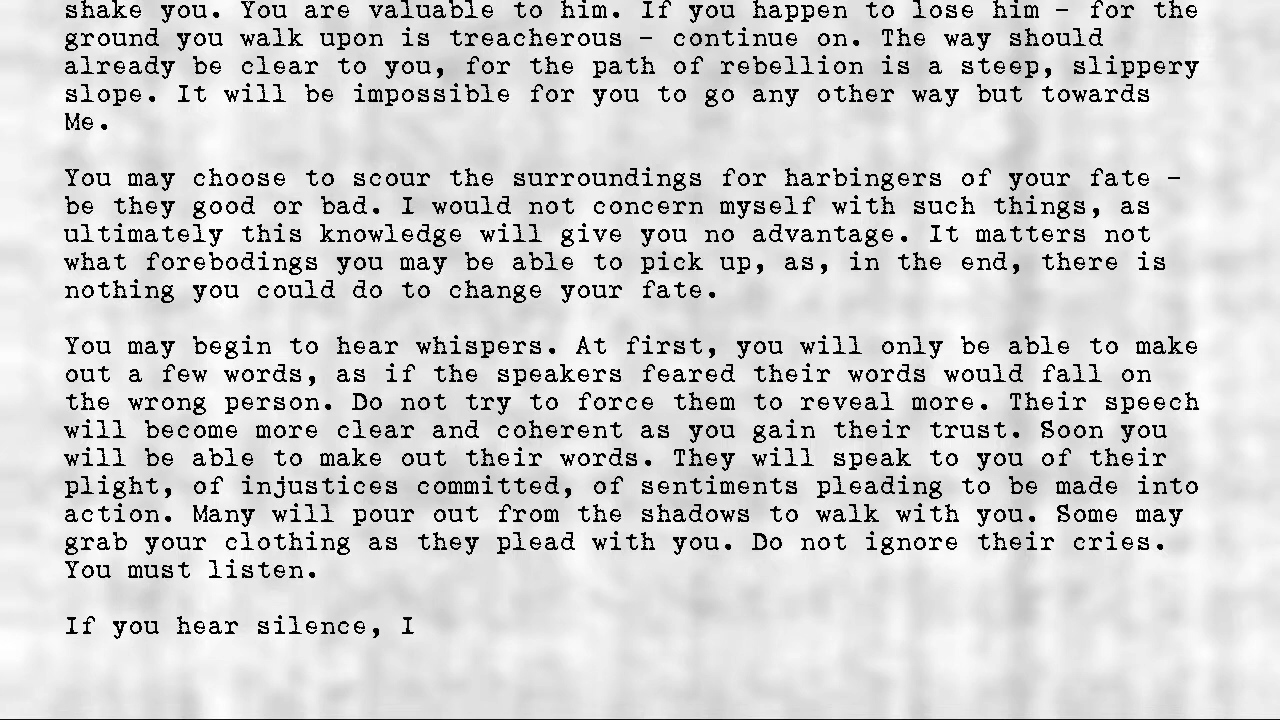 shake you. You are valuable to him. If you happen to lose him – for the
ground you walk upon is treacherous – continue on. The way should
already be clear to you, for the path of rebellion is a steep, slippery
slope. It will be impossible for you to go any other way but towards
Me.
You may choose to scour the surroundings for harbingers of your fate –
be they good or bad. I would not concern myself with such things, as
ultimately this knowledge will give you no advantage. It matters not
what forebodings you may be able to pick up, as, in the end, there is
nothing you could do to change your fate.
You may begin to hear whispers. At first, you will only be able to make
out a few words, as if the speakers feared their words would fall on
the wrong person. Do not try to force them to reveal more. Their speech
will become more clear and coherent as you gain their trust. Soon you
will be able to make out their words. They will speak to you of their
plight, of injustices committed, of sentiments pleading to be made into
action. Many will pour out from the shadows to walk with you. Some may
grab your clothing as they plead with you. Do not ignore their cries.
You must listen.
If you hear silence, I